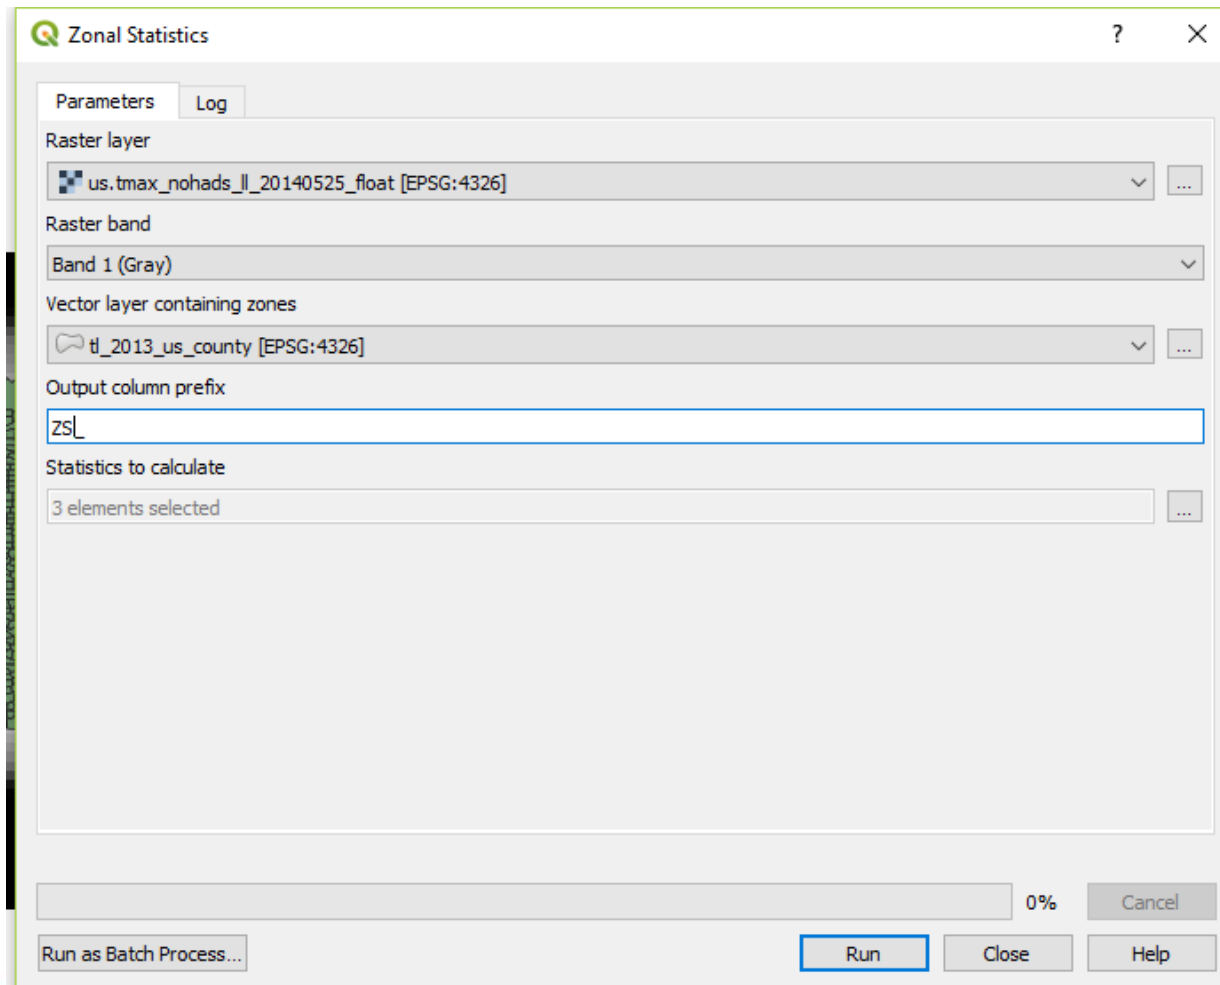 Zonal Statistics
?
Parameters
Log
Raster layer
us.tmax_nohads_ll_20140525_float [EPSG:4326]
...
Raster band
Band 1 (Gray)
Vector layer containing zones
tl_2013_us_county [EPSG:4326]
...
Output column prefix
ZS_
Statistics to calculate
3 elements selected
...
0%
Cancel
Run as Batch Process...
Run
Close
Help